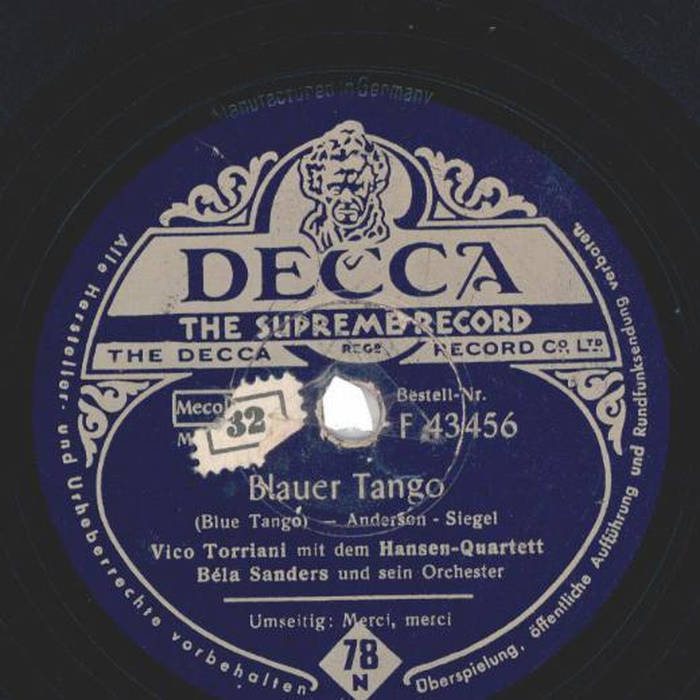 Manufactured in Germany
DECCA
THE SUPREME RECORD
THE DECCA REGD RECORD CO. LTD.
Meco
32
M
Bestell-Nr.
F 43456
Blauer Tango
(Blue Tango) — Anderson - Siegel
Vico Torriani mit dem Hansen-Quartett
Béla Sanders und sein Orchester
Umseitig: Merci, merci
78
N
Alle Hersteller- und Urheberrechte vorbehalten
Überspielung, öffentliche Aufführung und Rundfunksendung verboten.